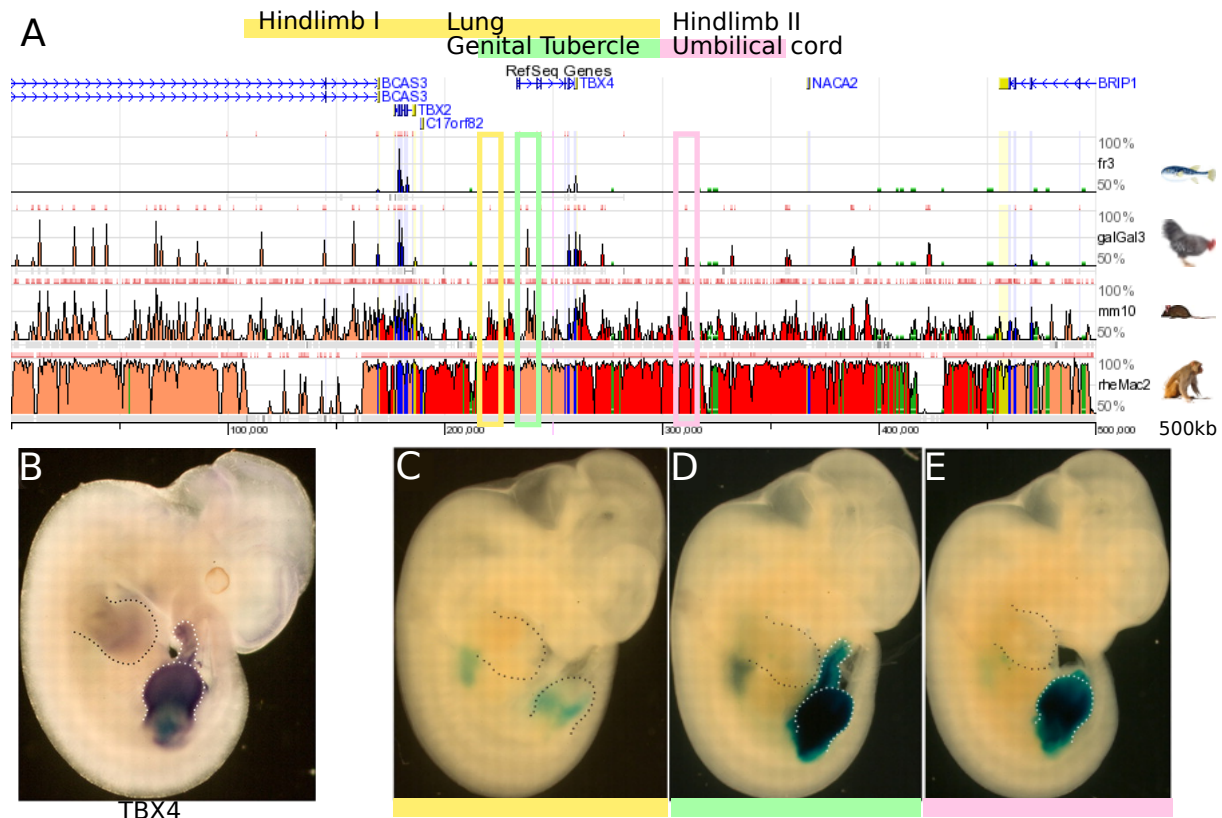 A
Hindlimb I Lung Hindlimb II
Genital Tubercle Umbilical cord
RefSeq Genes
BCAS3 TBX4 NACA2 BRIP1
BCAS3
TBX2
C17orf82
100%
fr3
50%
100%
galGal3
50%
100%
mm10
50%
100%
rheMac2
50%
100,000 200,000 300,000 400,000 500,000 500kb
B C D E
TBX4